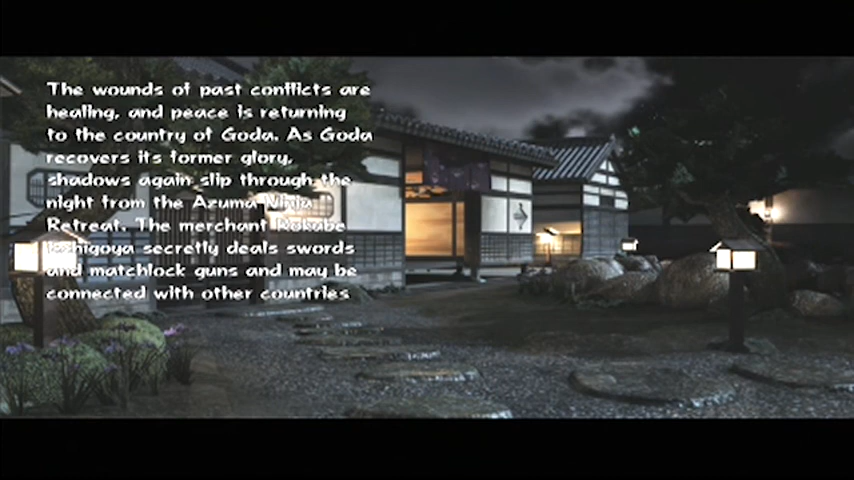 The wounds of past conflicts are
healing, and peace is returning
to the country of Goda. As Goda
recovers its former glory,
shadows again slip through the
night from the Azuma Ninja
Retreat. The merchant
secretly deals swords
and matchlock guns and may be
connected with other countries